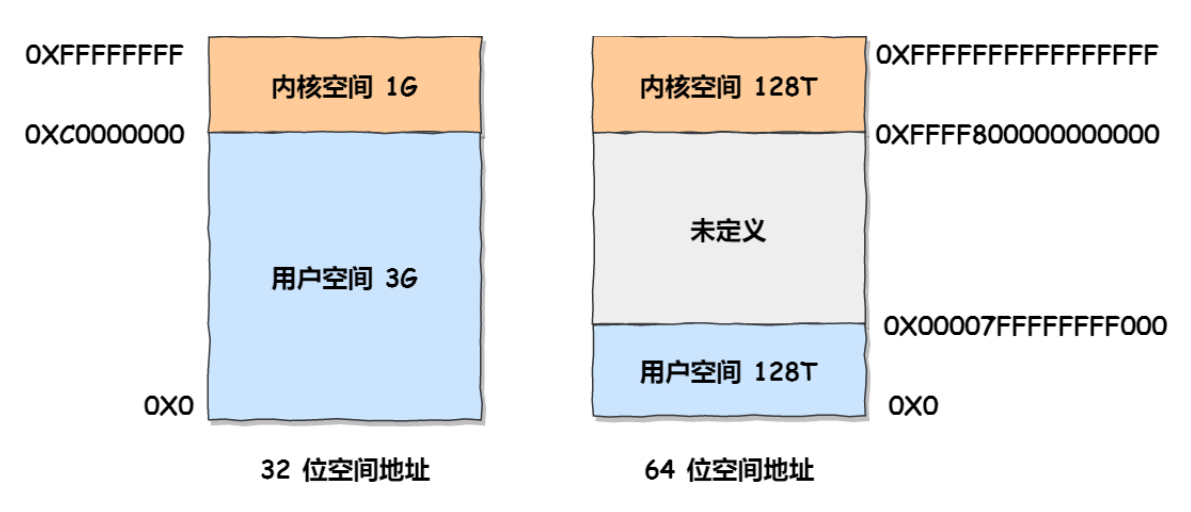 0XFFFFFFFF
内核空间 1G
0XC0000000
用户空间 3G
0X0
32 位空间地址
0XFFFFFFFFFFFFFFFF
内核空间 128T
0XFFFF800000000000
未定义
0X00007FFFFFFFF000
用户空间 128T
0X0
64 位空间地址